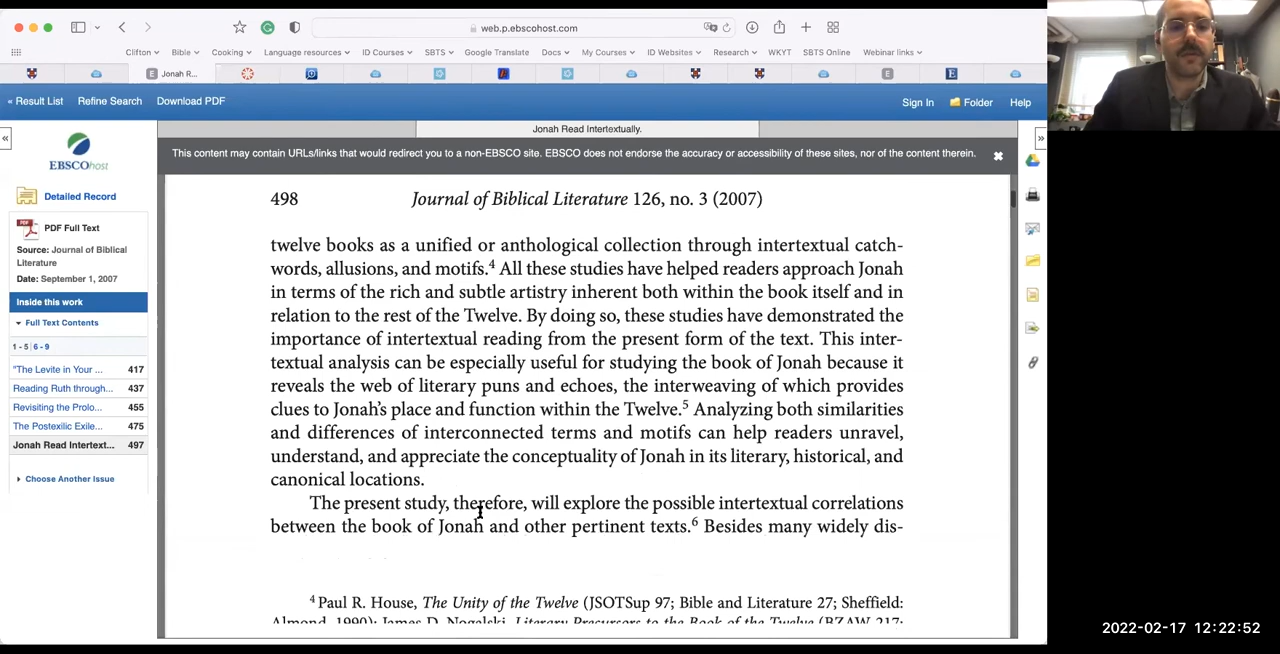 web.p.ebscohost.com
Clifton Bible Cooking Language resources ID Courses SBTS Google Translate Docs My Courses ID Websites Research WKYT SBTS Online Webinar links
Jonah R...
« Result List Refine Search Download PDF Sign In Folder Help
Jonah Read Intertextually.
This content may contain URLs/links that would redirect you to a non-EBSCO site. EBSCO does not endorse the accuracy or accessibility of these sites, nor of the content therein.
EBSCOhost
Detailed Record
PDF Full Text
Source: Journal of Biblical
Literature
Date: September 1, 2007
Inside this work
Full Text Contents
1 - 5 | 6 - 9
"The Levite in Your ... 417
Reading Ruth through... 437
Revisiting the Prolo... 455
The Postexilic Exile... 475
Jonah Read Intertext... 497
Choose Another Issue
498 Journal of Biblical Literature 126, no. 3 (2007)
twelve books as a unified or anthological collection through intertextual catch-
words, allusions, and motifs.4 All these studies have helped readers approach Jonah
in terms of the rich and subtle artistry inherent both within the book itself and in
relation to the rest of the Twelve. By doing so, these studies have demonstrated the
importance of intertextual reading from the present form of the text. This inter-
textual analysis can be especially useful for studying the book of Jonah because it
reveals the web of literary puns and echoes, the interweaving of which provides
clues to Jonah's place and function within the Twelve.5 Analyzing both similarities
and differences of interconnected terms and motifs can help readers unravel,
understand, and appreciate the conceptuality of Jonah in its literary, historical, and
canonical locations.
The present study, therefore, will explore the possible intertextual correlations
between the book of Jonah and other pertinent texts.6 Besides many widely dis-
4 Paul R. House, The Unity of the Twelve (JSOTSup 97; Bible and Literature 27; Sheffield:
Almond, 1990); James D. Nogalski, Literary Precursors to the Book of the Twelve (BZAW 217;
2022-02-17 12:22:52